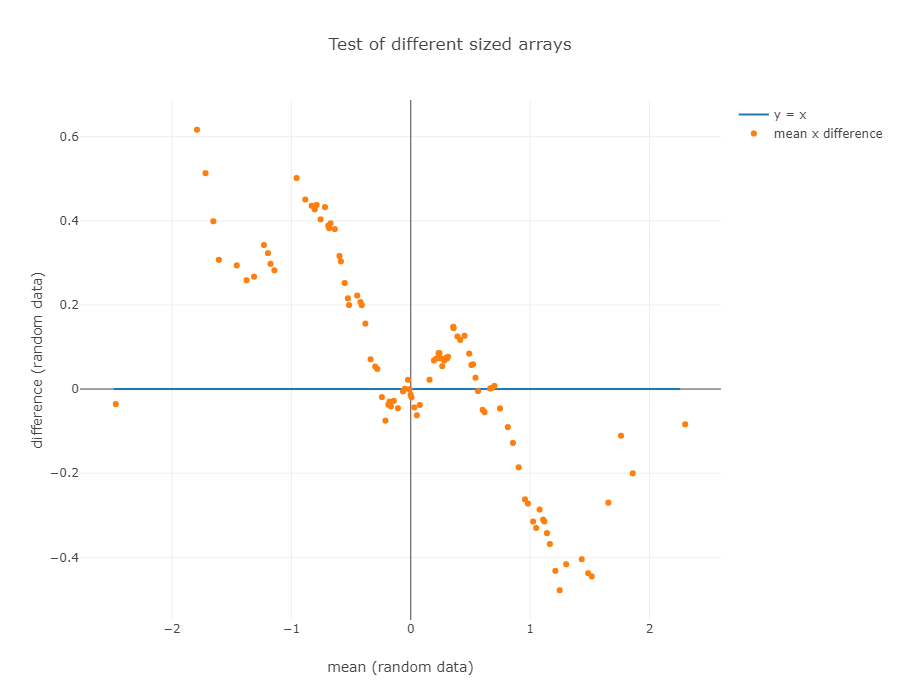 Test of different sized arrays
y = x
mean x difference
0.6
0.4
0.2
0
−0.2
−0.4
difference (random data)
−2
−1
0
1
2
mean (random data)